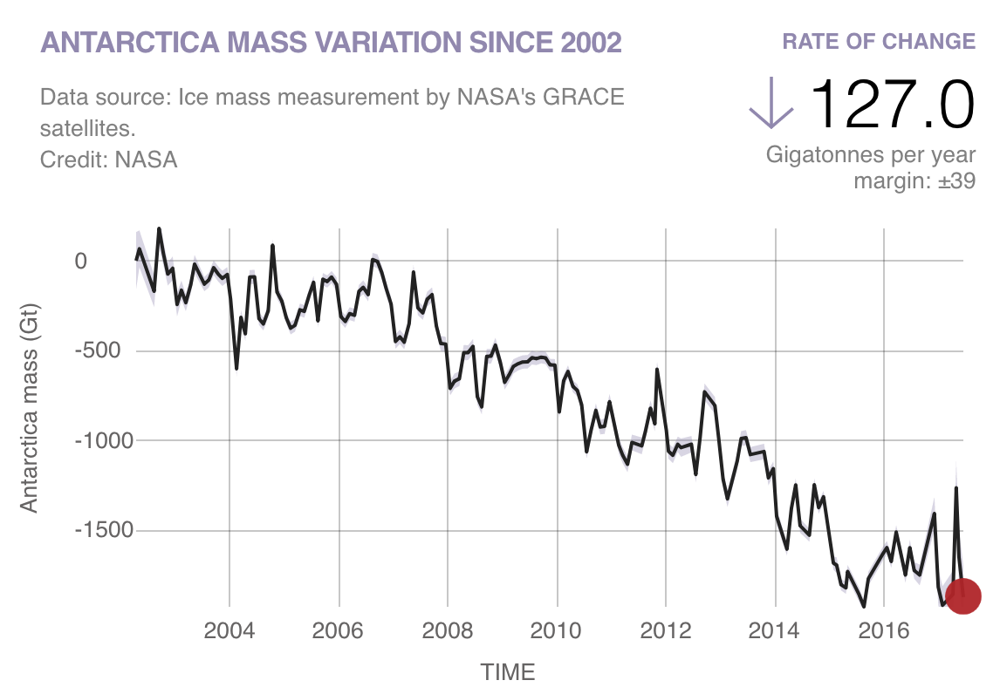 ANTARCTICA MASS VARIATION SINCE 2002
RATE OF CHANGE
Data source: Ice mass measurement by NASA's GRACE
satellites.
Credit: NASA
127.0
Gigatonnes per year
margin: ±39
Antarctica mass (Gt)
0
-500
-1000
-1500
2004 2006 2008 2010 2012 2014 2016
TIME